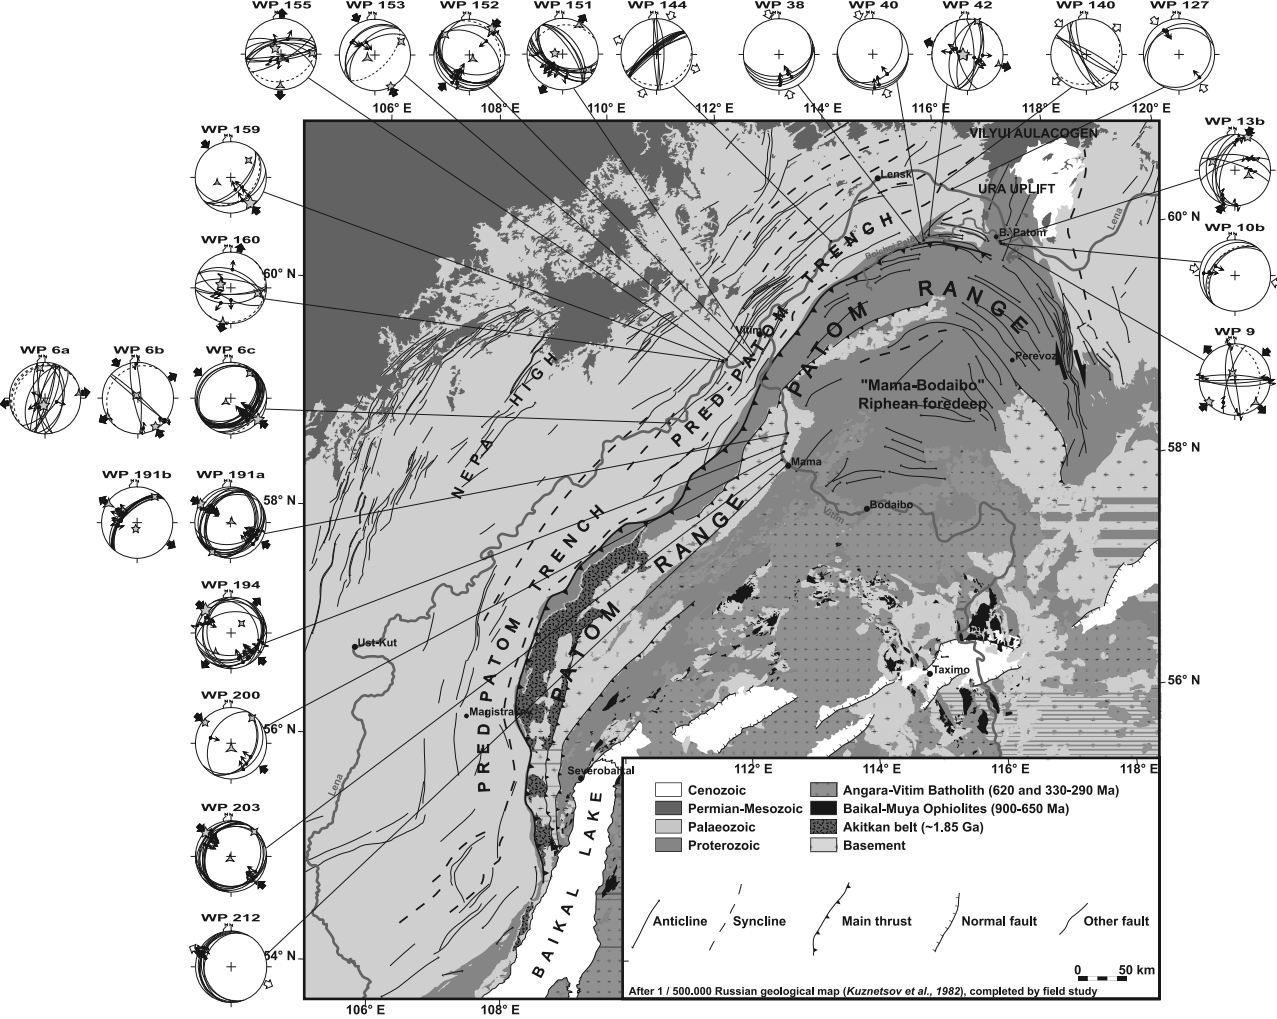 WP 155
WP 153
WP 152
WP 151
WP 144
WP 38
WP 40
WP 42
WP 140
WP 127
106° E
108° E
110° E
112° E
114° E
116° E
118° E
120° E
WP 159
WP 160
WP 6a
WP 6b
WP 6c
WP 191b
WP 191a
WP 194
WP 200
WP 203
WP 212
WP 13b
WP 10b
WP 9
60° N
58° N
56° N
54° N
60° N
58° N
56° N
VILYUI AULACOGEN
Lensk
URA UPLIFT
Lena
B. Patom
PRED-PATOM TRENCH
PATOM RANGE
Vitim
Perevoz
"Mama-Bodaibo"
Riphean foredeep
NEPA HIGH
Mama
Bodaibo
Vitim
PRED PATOM TRENCH
PATOM RANGE
Ust-Kut
Taximo
Lena
Severobaikal
BAIKAL LAKE
106° E
108° E
112° E
114° E
116° E
118° E
Cenozoic
Permian-Mesozoic
Palaeozoic
Proterozoic
Angara-Vitim Batholith (620 and 330-290 Ma)
Baikal-Muya Ophiolites (900-650 Ma)
Akitkan belt (~1.85 Ga)
Basement
Anticline
Syncline
Main thrust
Normal fault
Other fault
0 50 km
After 1 / 500.000 Russian geological map (Kuznetsov et al., 1982), completed by field study